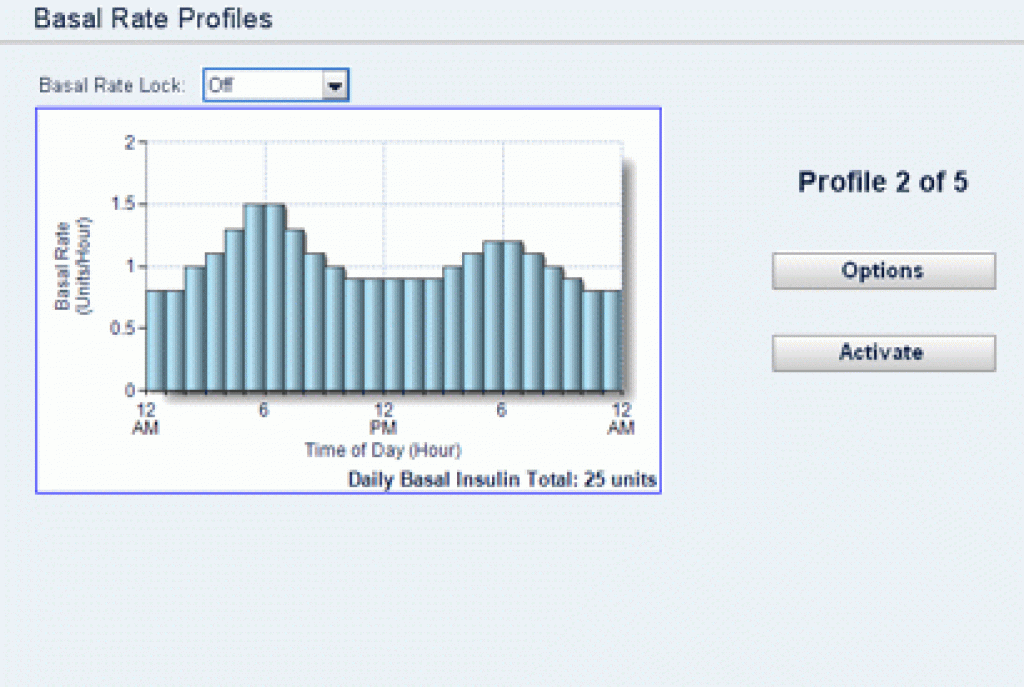 Basal Rate Profiles
Basal Rate Lock: Off
2
1.5
1
0.5
0
Basal Rate
(Units/Hour)
12 6 12 6 12
AM PM AM
Time of Day (Hour)
Daily Basal Insulin Total: 25 units
Profile 2 of 5
Options
Activate